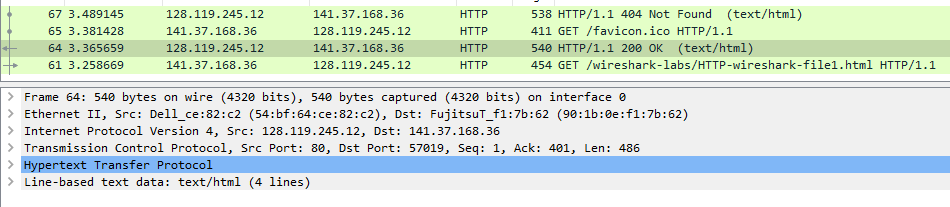 67 3.489145 128.119.245.12 141.37.168.36 HTTP 538 HTTP/1.1 404 Not Found (text/html)
65 3.381428 141.37.168.36 128.119.245.12 HTTP 411 GET /favicon.ico HTTP/1.1
64 3.365659 128.119.245.12 141.37.168.36 HTTP 540 HTTP/1.1 200 OK (text/html)
61 3.258669 141.37.168.36 128.119.245.12 HTTP 454 GET /wireshark-labs/HTTP-wireshark-file1.html HTTP/1.1
Frame 64: 540 bytes on wire (4320 bits), 540 bytes captured (4320 bits) on interface 0
Ethernet II, Src: Dell_ce:82:c2 (54:bf:64:ce:82:c2), Dst: FujitsuT_f1:7b:62 (90:1b:0e:f1:7b:62)
Internet Protocol Version 4, Src: 128.119.245.12, Dst: 141.37.168.36
Transmission Control Protocol, Src Port: 80, Dst Port: 57019, Seq: 1, Ack: 401, Len: 486
Hypertext Transfer Protocol
Line-based text data: text/html (4 lines)